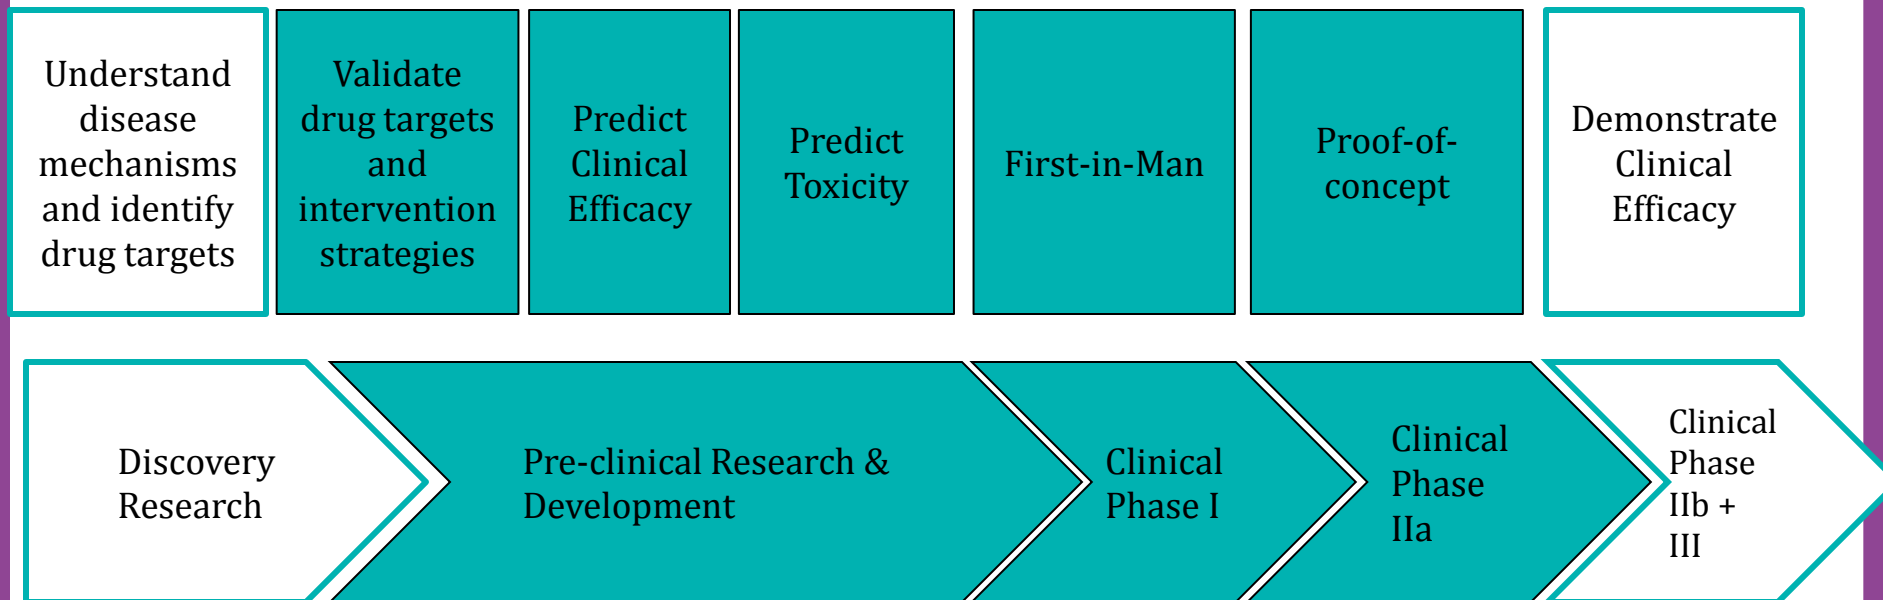 Understand
disease
mechanisms
and identify
drug targets
Validate
drug targets
and
intervention
strategies
Predict
Clinical
Efficacy
Predict
Toxicity
First-in-Man
Proof-of-
concept
Demonstrate
Clinical
Efficacy
Discovery
Research
Pre-clinical Research &
Development
Clinical
Phase I
Clinical
Phase
IIa
Clinical
Phase
IIb +
III